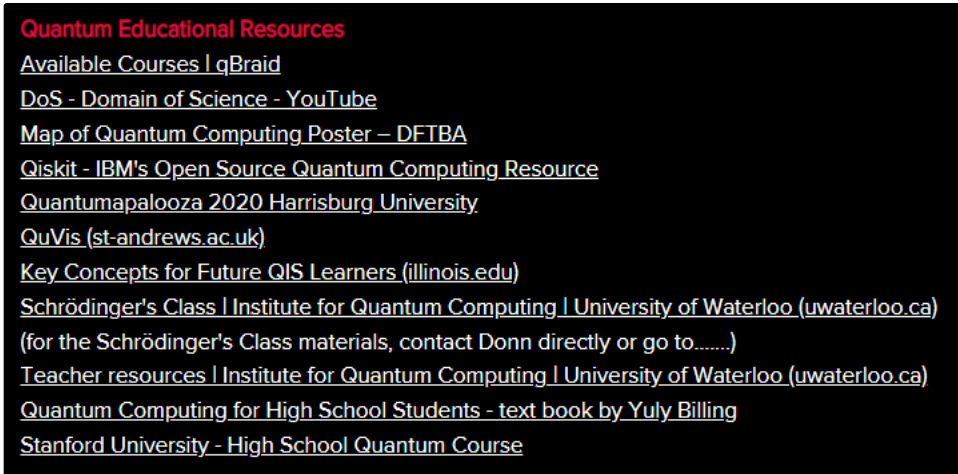 Quantum Educational Resources
Available Courses | qBraid
DoS - Domain of Science - YouTube
Map of Quantum Computing Poster – DFTBA
Qiskit - IBM's Open Source Quantum Computing Resource
Quantumapalooza 2020 Harrisburg University
QuVis (st-andrews.ac.uk)
Key Concepts for Future QIS Learners (illinois.edu)
Schrödinger's Class | Institute for Quantum Computing | University of Waterloo (uwaterloo.ca)
(for the Schrödinger's Class materials, contact Donn directly or go to.......)
Teacher resources | Institute for Quantum Computing | University of Waterloo (uwaterloo.ca)
Quantum Computing for High School Students - text book by Yuly Billing
Stanford University - High School Quantum Course